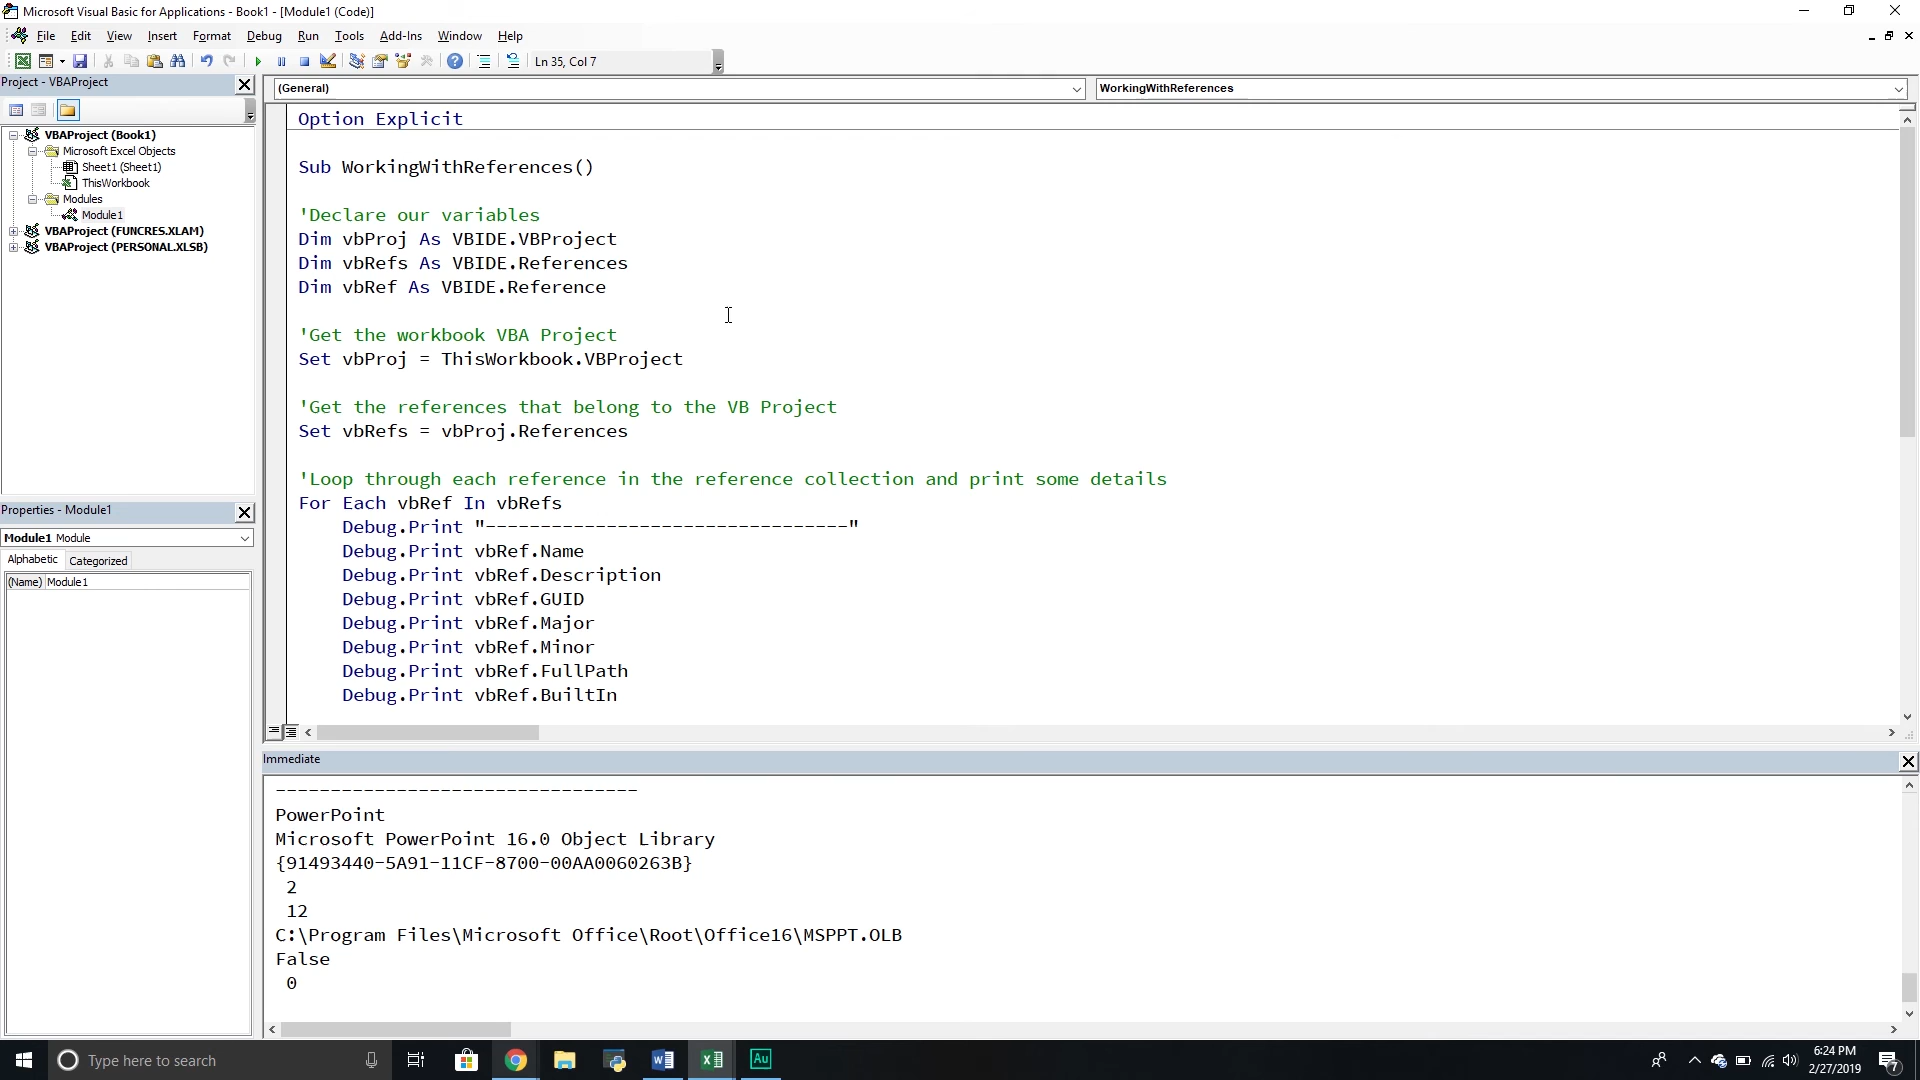 Microsoft Visual Basic for Applications - Book1 - [Module1 (Code)]
File Edit View Insert Format Debug Run Tools Add-Ins Window Help
Ln 35, Col 7
Project - VBAProject
VBAProject (Book1)
Microsoft Excel Objects
Sheet1 (Sheet1)
ThisWorkbook
Modules
Module1
VBAProject (FUNCRES.XLAM)
VBAProject (PERSONAL.XLSB)
Properties - Module1
Module1 Module
Alphabetic Categorized
(Name) Module1
(General) WorkingWithReferences
Option Explicit
Sub WorkingWithReferences()
'Declare our variables
Dim vbProj As VBIDE.VBProject
Dim vbRefs As VBIDE.References
Dim vbRef As VBIDE.Reference
'Get the workbook VBA Project
Set vbProj = ThisWorkbook.VBProject
'Get the references that belong to the VB Project
Set vbRefs = vbProj.References
'Loop through each reference in the reference collection and print some details
For Each vbRef In vbRefs
Debug.Print "---------------------------------"
Debug.Print vbRef.Name
Debug.Print vbRef.Description
Debug.Print vbRef.GUID
Debug.Print vbRef.Major
Debug.Print vbRef.Minor
Debug.Print vbRef.FullPath
Debug.Print vbRef.BuiltIn
Immediate
---------------------------------
PowerPoint
Microsoft PowerPoint 16.0 Object Library
{91493440-5A91-11CF-8700-00AA0060263B}
2
12
C:\Program Files\Microsoft Office\Root\Office16\MSPPT.OLB
False
0
Type here to search
Au
6:24 PM
2/27/2019
7